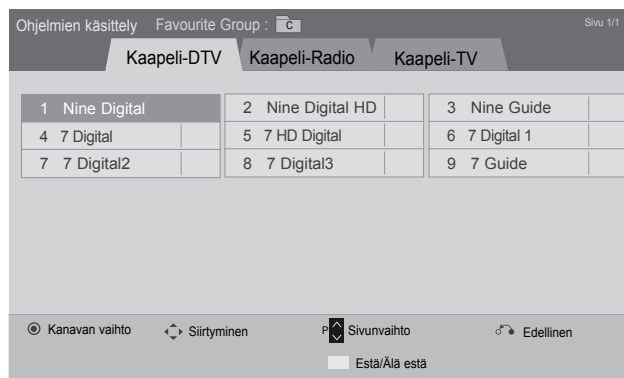 Ohjelmien käsittely Favourite Group : C Sivu 1/1
Kaapeli-DTV Kaapeli-Radio Kaapeli-TV
1 Nine Digital 2 Nine Digital HD 3 Nine Guide
4 7 Digital 5 7 HD Digital 6 7 Digital 1
7 7 Digital2 8 7 Digital3 9 7 Guide
Kanavan vaihto Siirtyminen P Sivunvaihto Edellinen
Estä/Älä estä